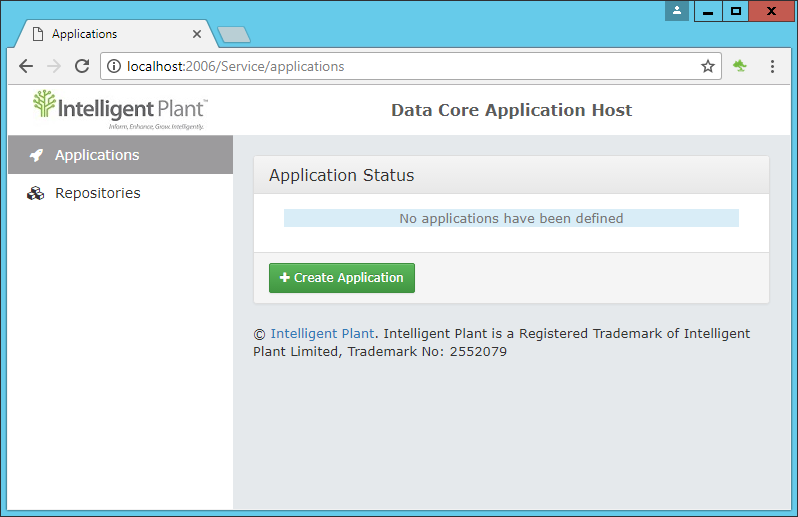 Applications
localhost:2006/Service/applications
Intelligent Plant™
Inform, Enhance, Grow. Intelligently.
Data Core Application Host
Applications
Repositories
Application Status
No applications have been defined
Create Application
© Intelligent Plant. Intelligent Plant is a Registered Trademark of Intelligent
Plant Limited, Trademark No: 2552079